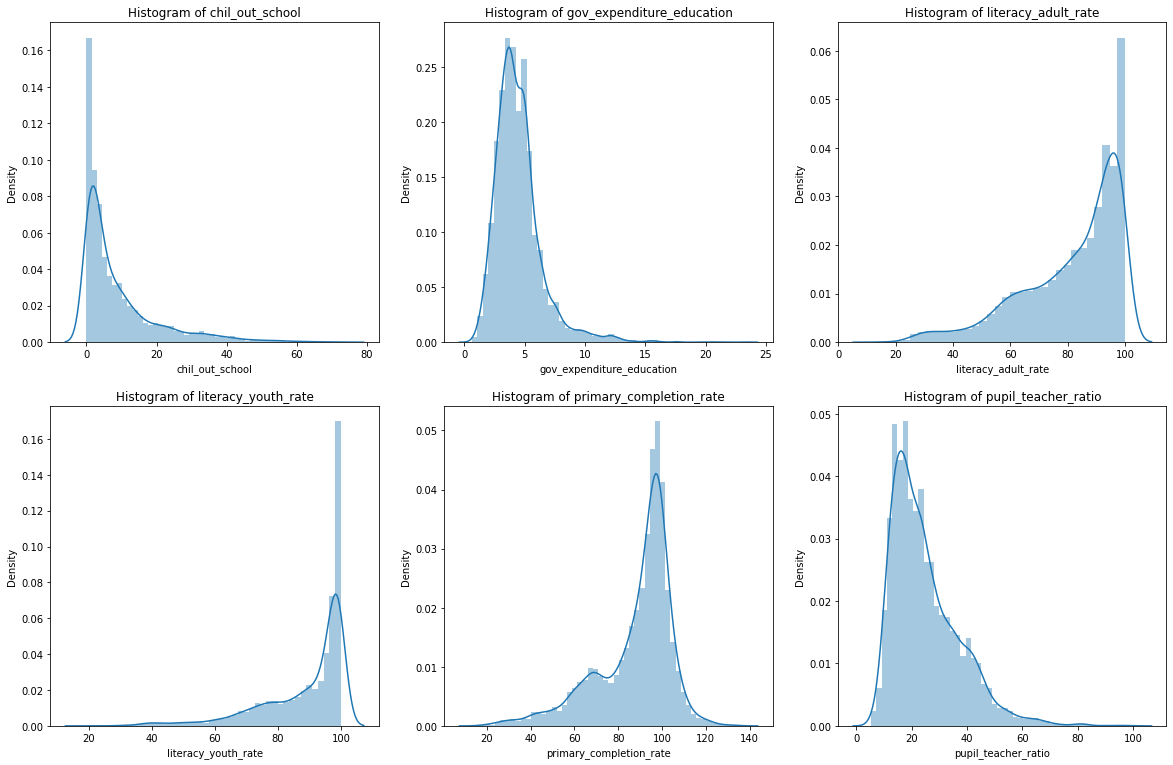 Histogram of chil_out_school
Density
0.16
0.14
0.12
0.10
0.08
0.06
0.04
0.02
0.00
0 20 40 60 80
chil_out_school
Histogram of gov_expenditure_education
Density
0.25
0.20
0.15
0.10
0.05
0.00
0 5 10 15 20 25
gov_expenditure_education
Histogram of literacy_adult_rate
Density
0.06
0.05
0.04
0.03
0.02
0.01
0.00
0 20 40 60 80 100
literacy_adult_rate
Histogram of literacy_youth_rate
Density
0.16
0.14
0.12
0.10
0.08
0.06
0.04
0.02
0.00
20 40 60 80 100
literacy_youth_rate
Histogram of primary_completion_rate
Density
0.05
0.04
0.03
0.02
0.01
0.00
20 40 60 80 100 120 140
primary_completion_rate
Histogram of pupil_teacher_ratio
Density
0.05
0.04
0.03
0.02
0.01
0.00
0 20 40 60 80 100
pupil_teacher_ratio